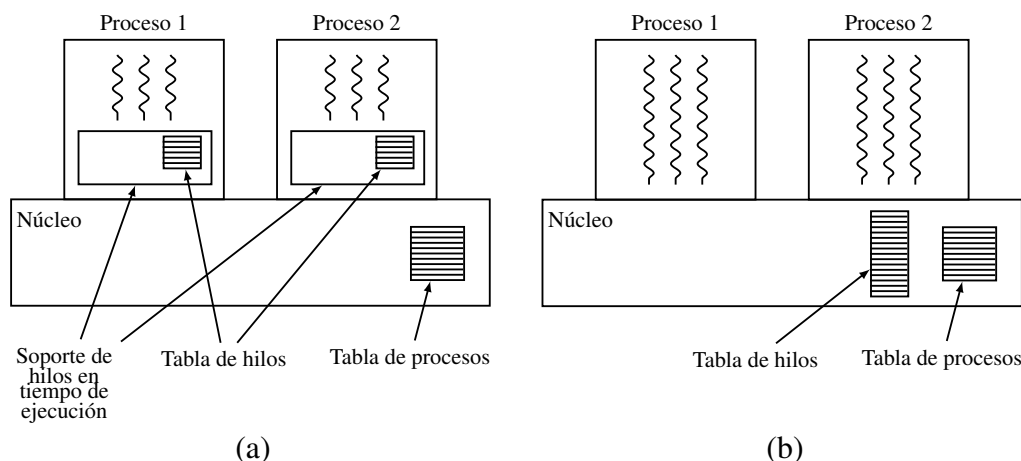 Proceso 1
Proceso 2
Núcleo
Soporte de
hilos en
tiempo de
ejecución
Tabla de hilos
Tabla de procesos
(a)
Proceso 1
Proceso 2
Núcleo
Tabla de hilos
Tabla de procesos
(b)